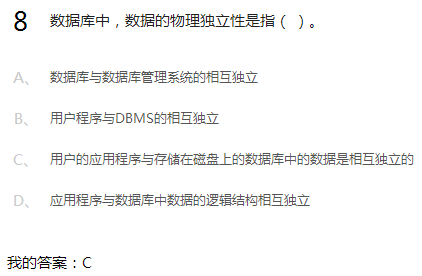 8 数据库中，数据的物理独立性是指（ ）。
A、 数据库与数据库管理系统的相互独立
B、 用户程序与DBMS的相互独立
C、 用户的应用程序与存储在磁盘上的数据库中的数据是相互独立的
D、 应用程序与数据库中数据的逻辑结构相互独立
我的答案：C